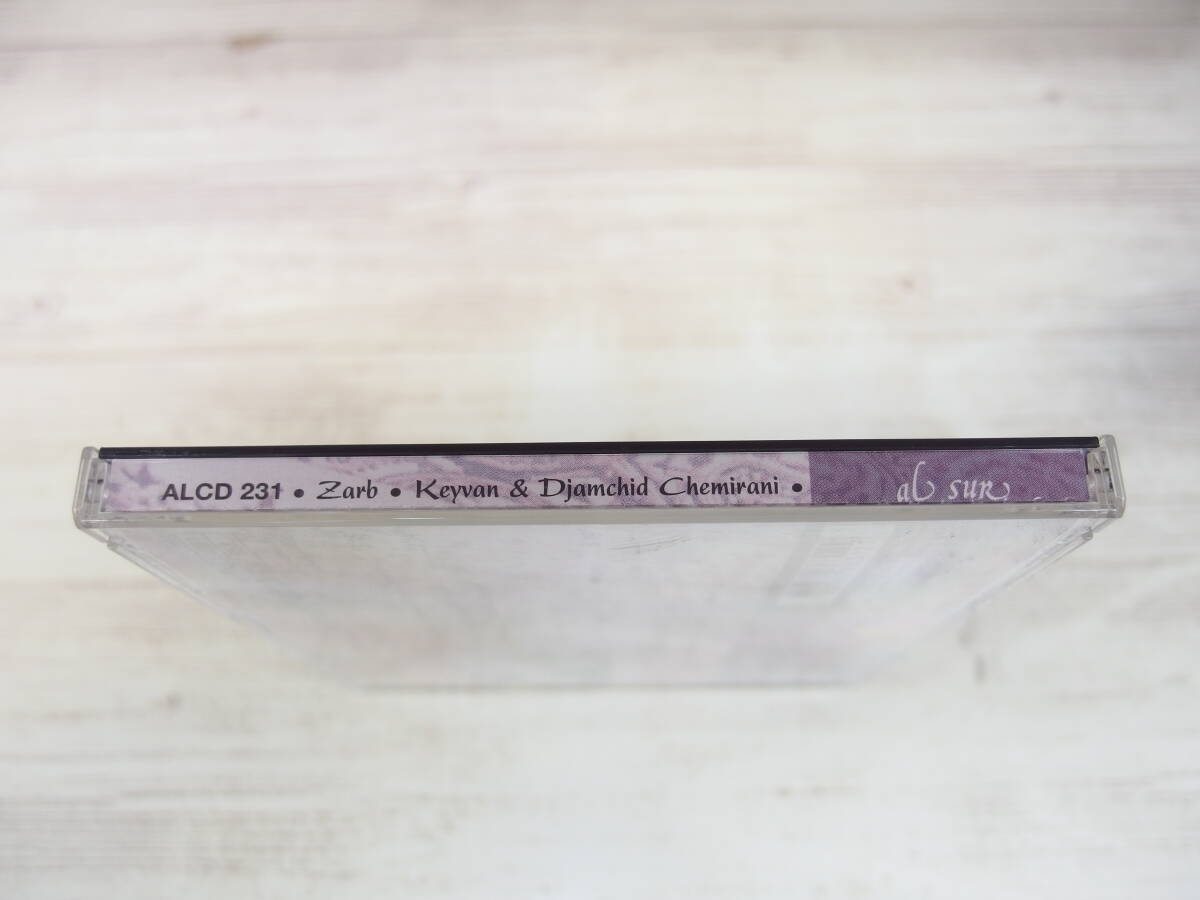 ALCD 231 • Zarb • Keyvan & Djamchid Chemirani • al sur